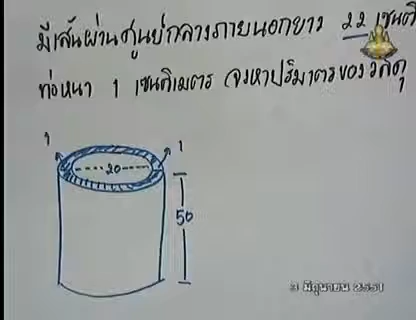 มีเส้นผ่านศูนย์กลางภายนอกยาว 22 เซนติ
ท่อหนา 1 เซนติเมตร จงหาปริมาตรของวัสดุ
1
1
20
50
3 มิถุนายน 2551